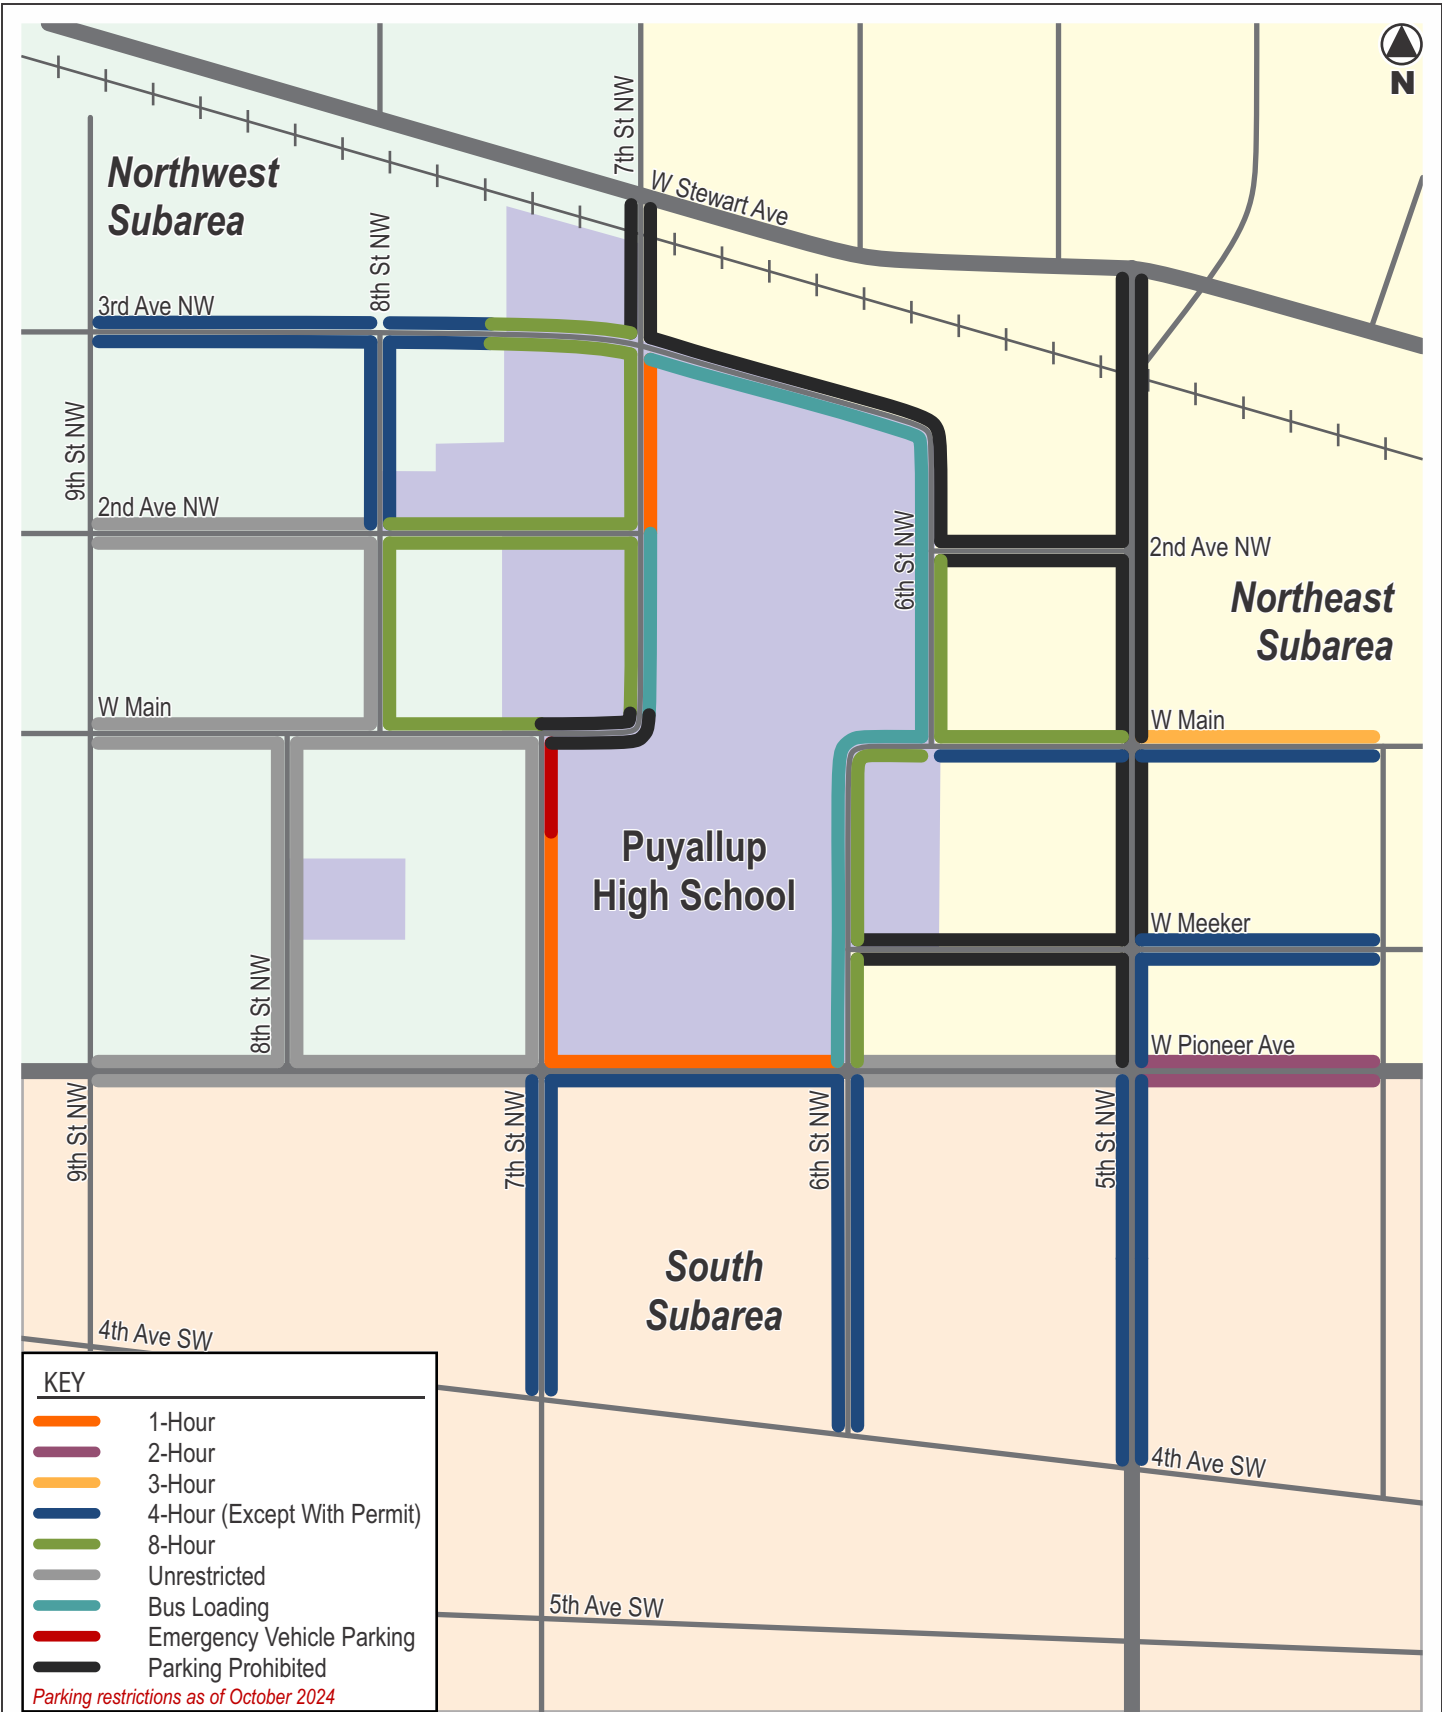 N
7th St NW
W Stewart Ave
Northwest
Subarea
8th St NW
3rd Ave NW
9th St NW
2nd Ave NW
6th St NW
2nd Ave NW
Northeast
Subarea
W Main
W Main
Puyallup
High School
W Meeker
8th St NW
W Pioneer Ave
9th St NW
7th St NW
6th St NW
5th St NW
South
Subarea
4th Ave SW
4th Ave SW
5th Ave SW
KEY
1-Hour
2-Hour
3-Hour
4-Hour (Except With Permit)
8-Hour
Unrestricted
Bus Loading
Emergency Vehicle Parking
Parking Prohibited
Parking restrictions as of October 2024